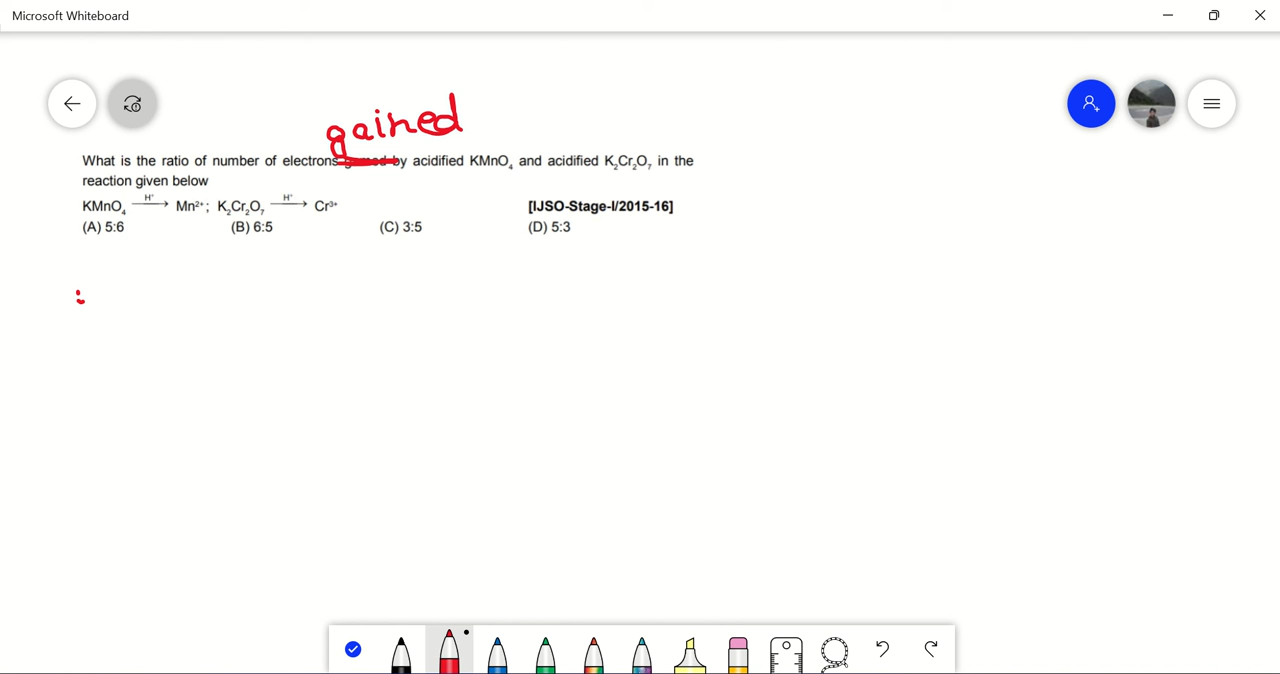 Microsoft Whiteboard
gained
What is the ratio of number of electrons by acidified KMnO₄ and acidified K₂Cr₂O₇ in the
reaction given below
KMnO₄ —H⁺→ Mn²⁺; K₂Cr₂O₇ —H⁺→ Cr³⁺ [IJSO-Stage-I/2015-16]
(A) 5:6 (B) 6:5 (C) 3:5 (D) 5:3
: